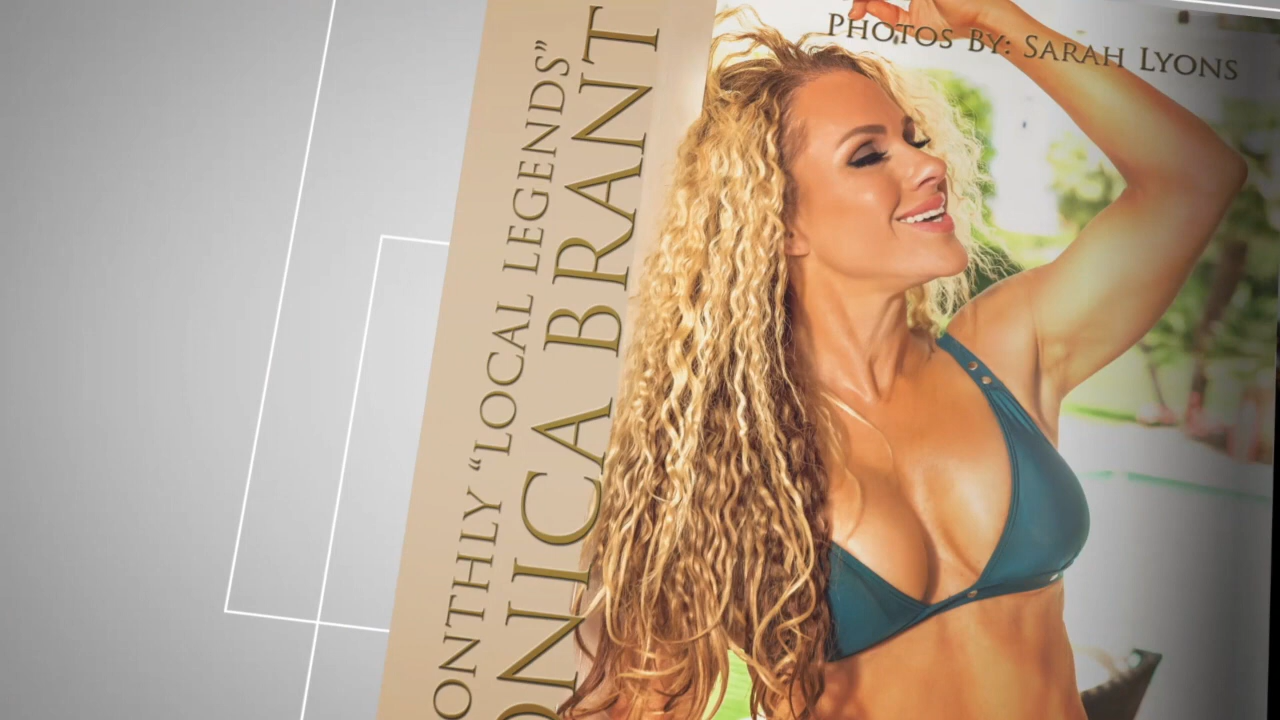 ONTHLY “LOCAL LEGENDS”
ONICA BRANT
PHOTOS BY: SARAH LYONS